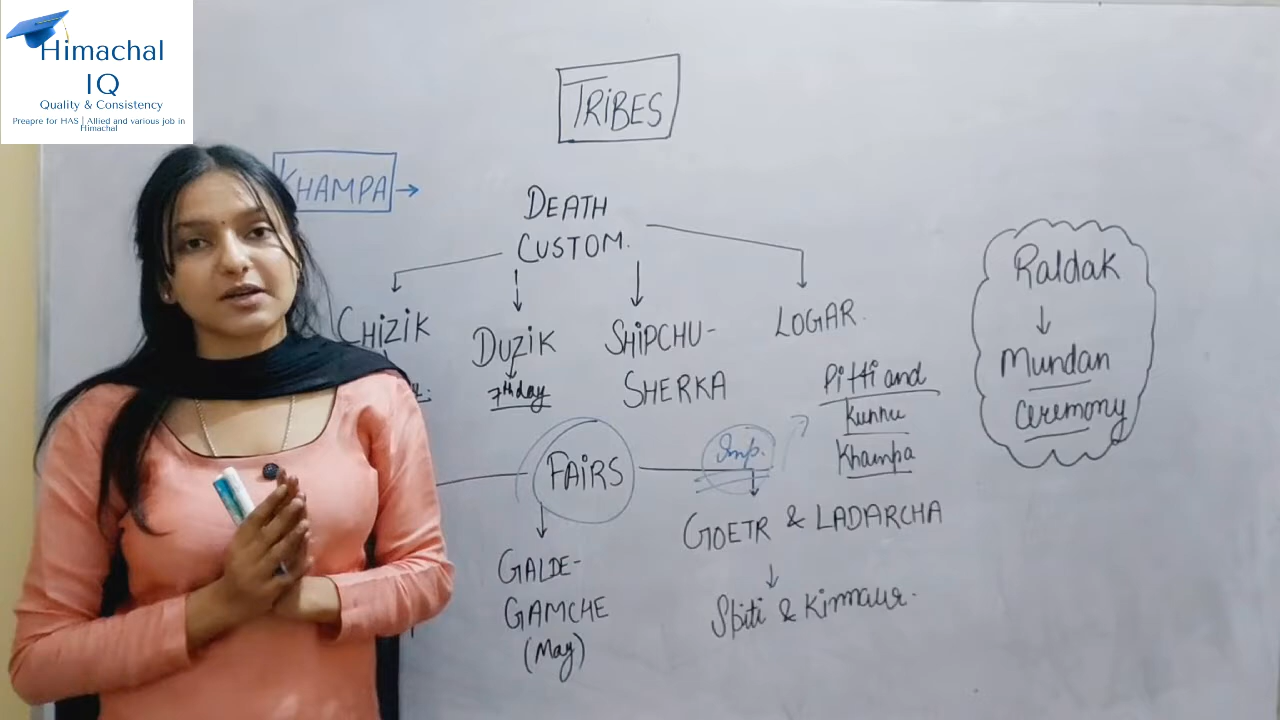 Himachal
IQ
Quality & Consistency
Preapre for HAS | Allied and various job in
Himachal
TRIBES
KHAMPA →
DEATH
CUSTOM.
CHIZIK
DUZIK
7th day
SHIPCHU-
SHERKA
LOGAR.
Pitti and
Kunnu
Khampa
Raldak
Mundan
Ceremony
FAIRS
Imp.
GALDE-
GAMCHE
(May)
GOETR & LADARCHA
Spiti & Kinnaur.